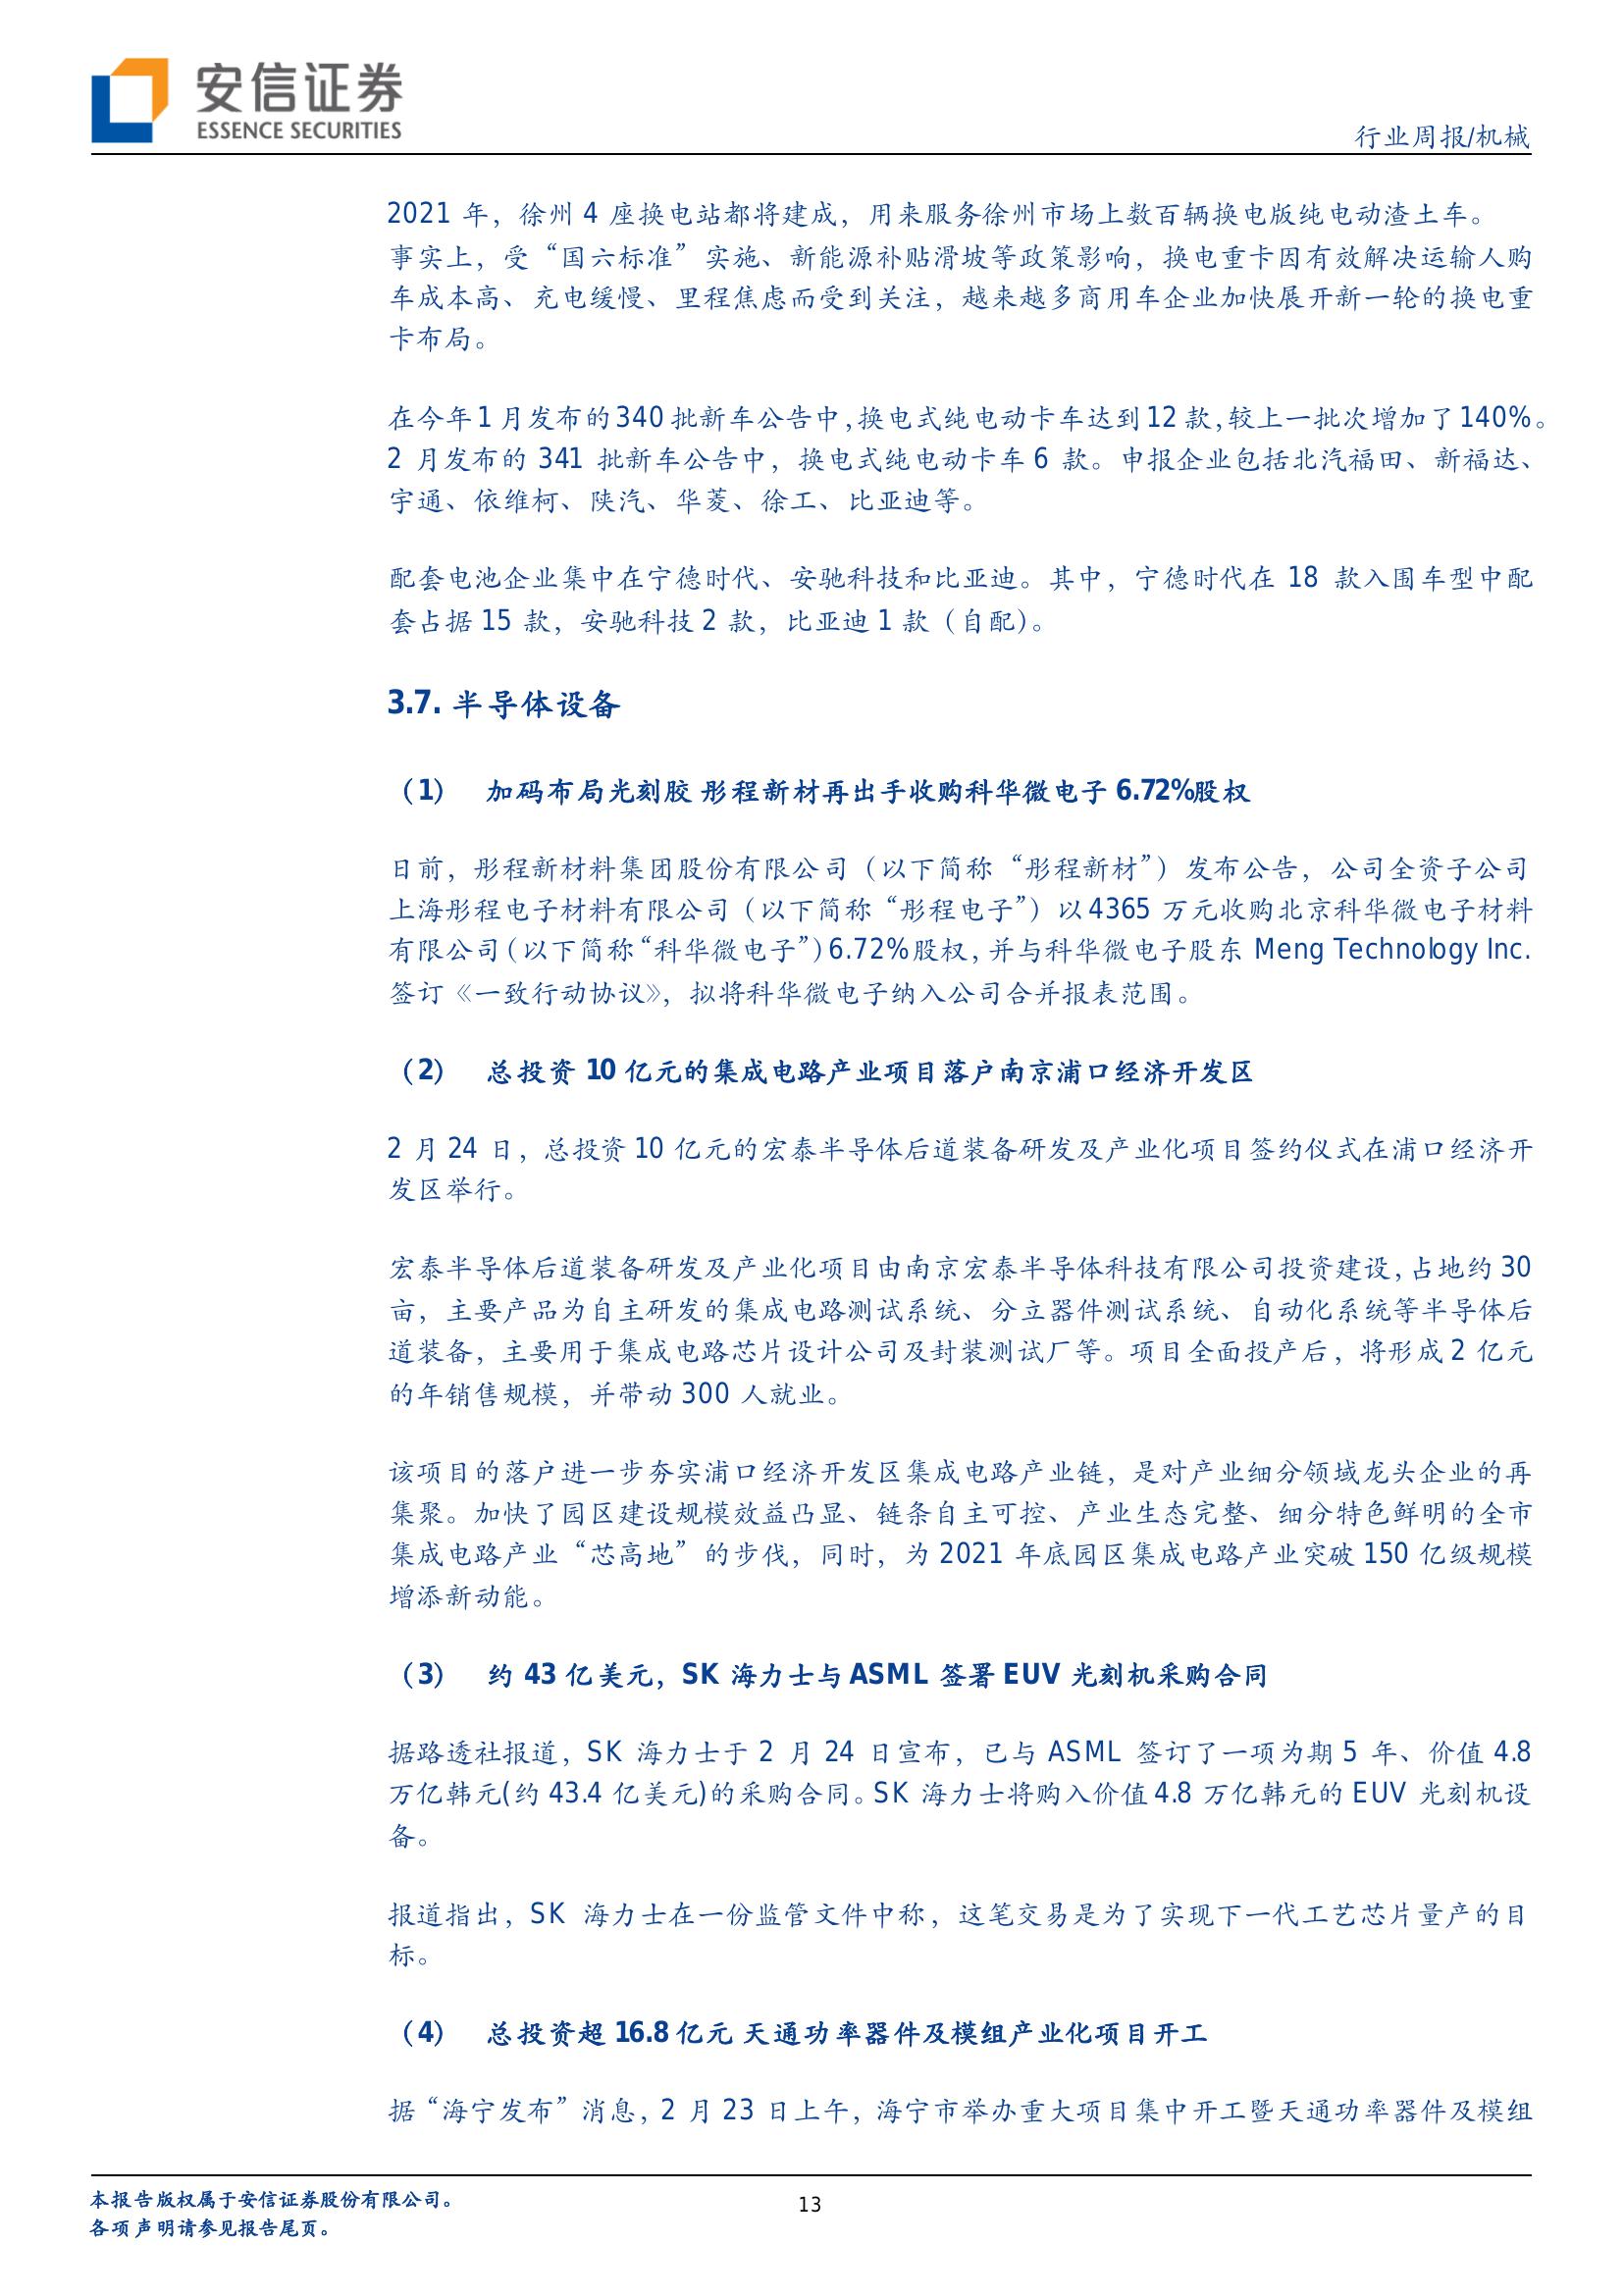 安信证券
ESSENCE SECURITIES
行业周报/机械
2021 年，徐州 4 座换电站都将建成，用来服务徐州市场上数百辆换电版纯电动渣土车。
事实上，受“国六标准”实施、新能源补贴滑坡等政策影响，换电重卡因有效解决运输人购
车成本高、充电缓慢、里程焦虑而受到关注，越来越多商用车企业加快展开新一轮的换电重
卡布局。
在今年 1 月发布的 340 批新车公告中，换电式纯电动卡车达到 12 款，较上一批次增加了 140%。
2 月发布的 341 批新车公告中，换电式纯电动卡车 6 款。申报企业包括北汽福田、新福达、
宇通、依维柯、陕汽、华菱、徐工、比亚迪等。
配套电池企业集中在宁德时代、安驰科技和比亚迪。其中，宁德时代在 18 款入围车型中配
套占据 15 款，安驰科技 2 款，比亚迪 1 款（自配）。
3.7. 半导体设备
（1） 加码布局光刻胶 彤程新材再出手收购科华微电子 6.72%股权
日前，彤程新材料集团股份有限公司（以下简称“彤程新材”）发布公告，公司全资子公司
上海彤程电子材料有限公司（以下简称“彤程电子”）以 4365 万元收购北京科华微电子材料
有限公司（以下简称“科华微电子”）6.72%股权，并与科华微电子股东 Meng Technology Inc.
签订《一致行动协议》，拟将科华微电子纳入公司合并报表范围。
（2） 总投资 10 亿元的集成电路产业项目落户南京浦口经济开发区
2 月 24 日，总投资 10 亿元的宏泰半导体后道装备研发及产业化项目签约仪式在浦口经济开
发区举行。
宏泰半导体后道装备研发及产业化项目由南京宏泰半导体科技有限公司投资建设，占地约 30
亩，主要产品为自主研发的集成电路测试系统、分立器件测试系统、自动化系统等半导体后
道装备，主要用于集成电路芯片设计公司及封装测试厂等。项目全面投产后，将形成 2 亿元
的年销售规模，并带动 300 人就业。
该项目的落户进一步夯实浦口经济开发区集成电路产业链，是对产业细分领域龙头企业的再
集聚。加快了园区建设规模效益凸显、链条自主可控、产业生态完整、细分特色鲜明的全市
集成电路产业“芯高地”的步伐，同时，为 2021 年底园区集成电路产业突破 150 亿级规模
增添新动能。
（3） 约 43 亿美元，SK 海力士与 ASML 签署 EUV 光刻机采购合同
据路透社报道，SK 海力士于 2 月 24 日宣布，已与 ASML 签订了一项为期 5 年、价值 4.8
万亿韩元(约 43.4 亿美元)的采购合同。SK 海力士将购入价值 4.8 万亿韩元的 EUV 光刻机设
备。
报道指出，SK 海力士在一份监管文件中称，这笔交易是为了实现下一代工艺芯片量产的目
标。
（4） 总投资超 16.8 亿元 天通功率器件及模组产业化项目开工
据“海宁发布”消息，2 月 23 日上午，海宁市举办重大项目集中开工暨天通功率器件及模组
本报告版权属于安信证券股份有限公司。
各项声明请参见报告尾页。
13